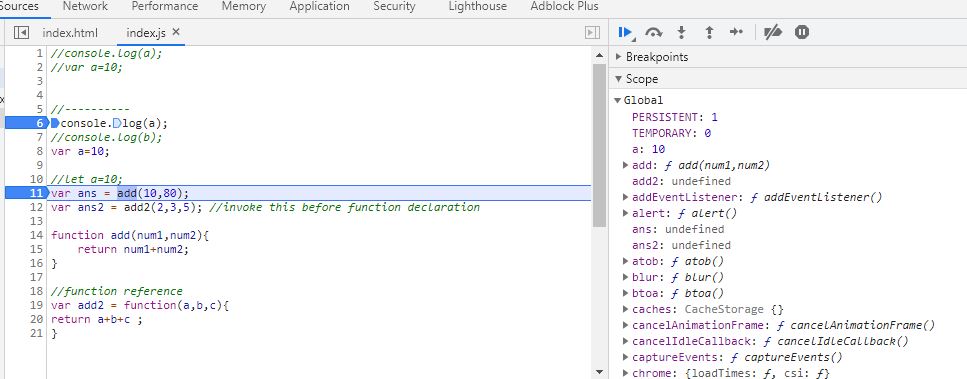 Sources Network Performance Memory Application Security Lighthouse Adblock Plus
index.html index.js ×
1 //console.log(a);
2 //var a=10;
3
4
5 //----------
6 console.log(a);
7 //console.log(b);
8 var a=10;
9
10 //let a=10;
11 var ans = add(10,80);
12 var ans2 = add2(2,3,5); //invoke this before function declaration
13
14 function add(num1,num2){
15 return num1+num2;
16 }
17
18 //function reference
19 var add2 = function(a,b,c){
20 return a+b+c ;
21 }
Breakpoints
Scope
Global
PERSISTENT: 1
TEMPORARY: 0
a: 10
add: ƒ add(num1,num2)
add2: undefined
addEventListener: ƒ addEventListener()
alert: ƒ alert()
ans: undefined
ans2: undefined
atob: ƒ atob()
blur: ƒ blur()
btoa: ƒ btoa()
caches: CacheStorage {}
cancelAnimationFrame: ƒ cancelAnimationFrame()
cancelIdleCallback: ƒ cancelIdleCallback()
captureEvents: ƒ captureEvents()
chrome: {loadTimes: ƒ, csi: ƒ}